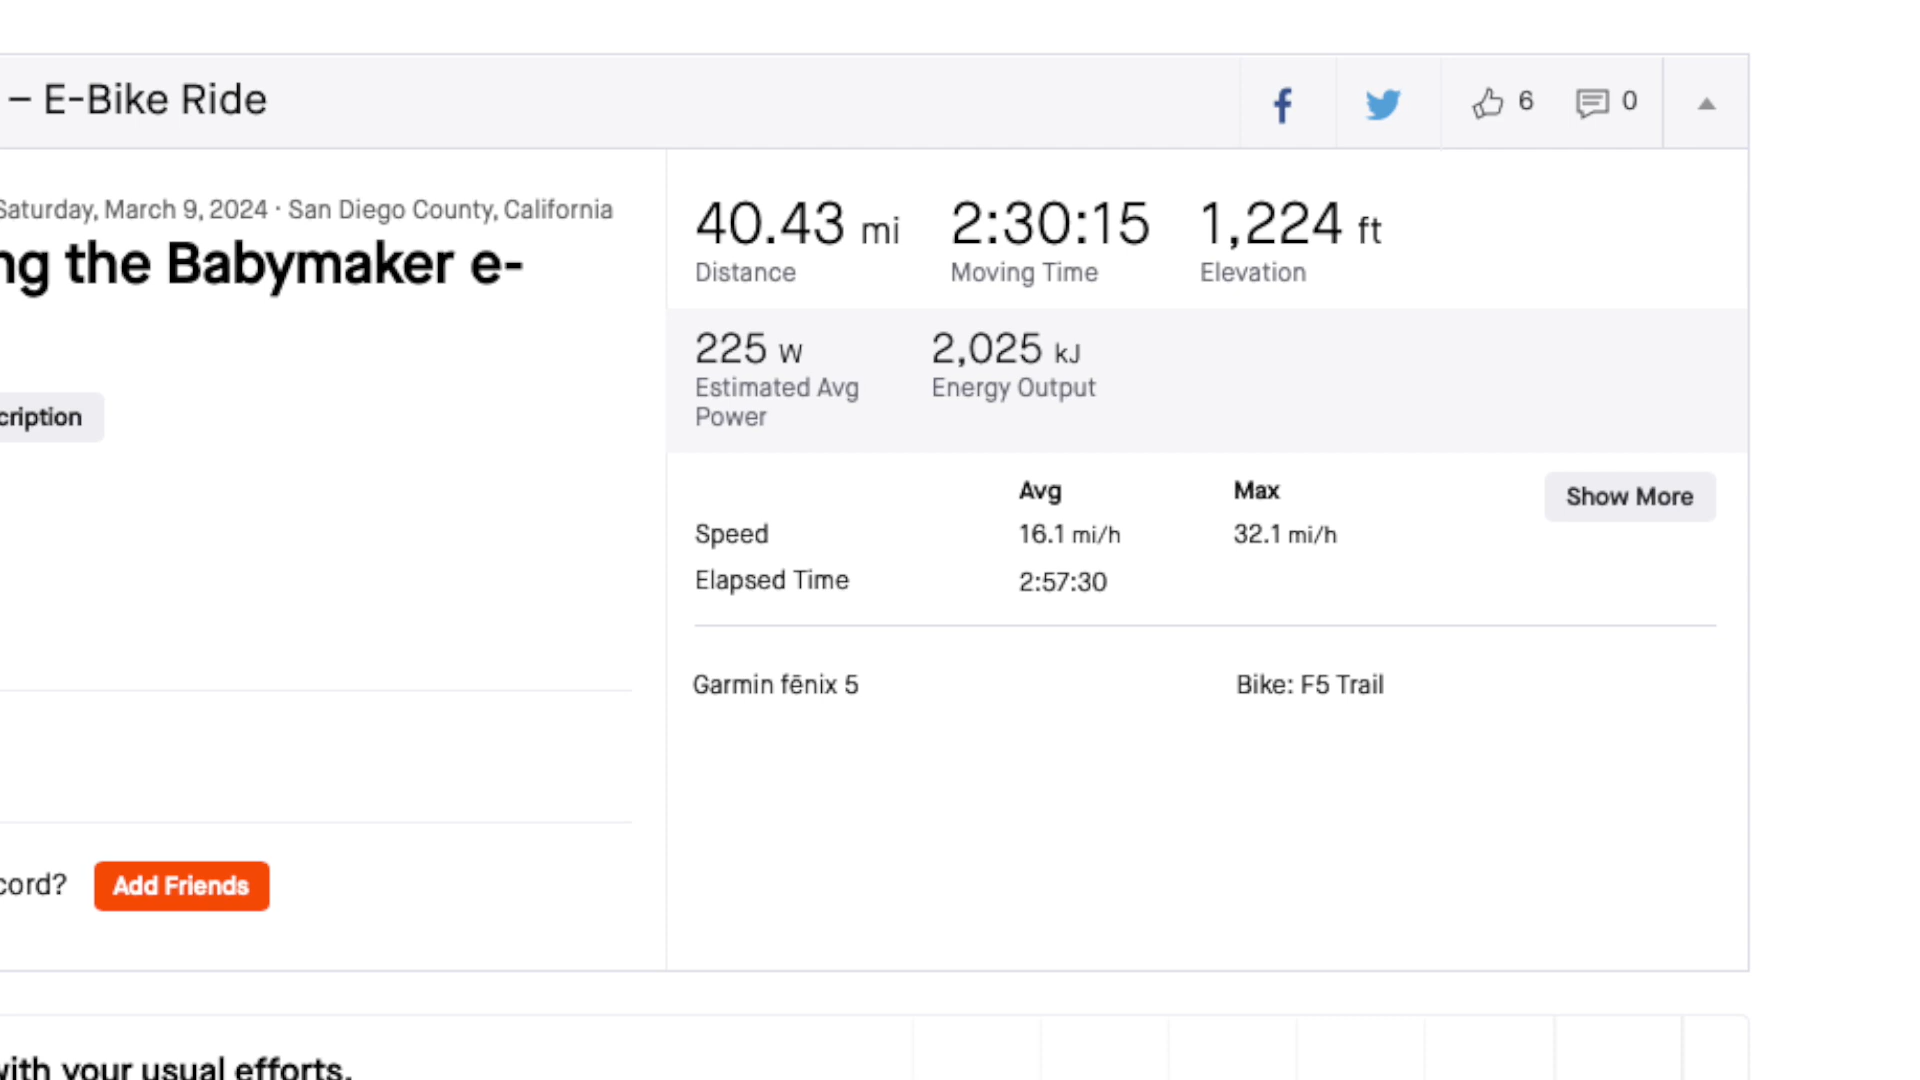 – E-Bike Ride
6
0
Saturday, March 9, 2024 · San Diego County, California
ng the Babymaker e-
cription
cord?
Add Friends
40.43 mi 2:30:15 1,224 ft
Distance Moving Time Elevation
225 W 2,025 kJ
Estimated Avg Energy Output
Power
Avg Max
Show More
Speed 16.1 mi/h 32.1 mi/h
Elapsed Time 2:57:30
Garmin fēnix 5 Bike: F5 Trail
with your usual efforts.